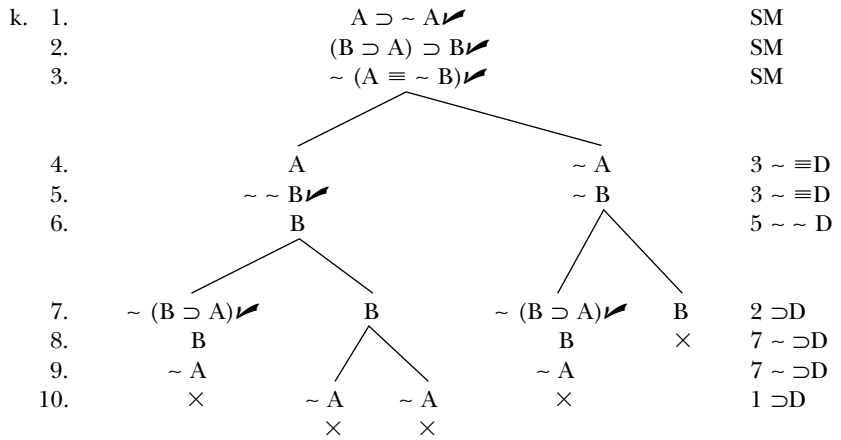 k. 1. A ⊃ ~ A✔ SM
2. (B ⊃ A) ⊃ B✔ SM
3. ~ (A ≡ ~ B)✔ SM
4. A ~ A 3 ~ ≡D
5. ~ ~ B✔ ~ B 3 ~ ≡D
6. B 5 ~ ~ D
7. ~ (B ⊃ A)✔ B ~ (B ⊃ A)✔ B 2 ⊃D
8. B B × 7 ~ ⊃D
9. ~ A ~ A 7 ~ ⊃D
10. × ~ A ~ A × 1 ⊃D
× ×